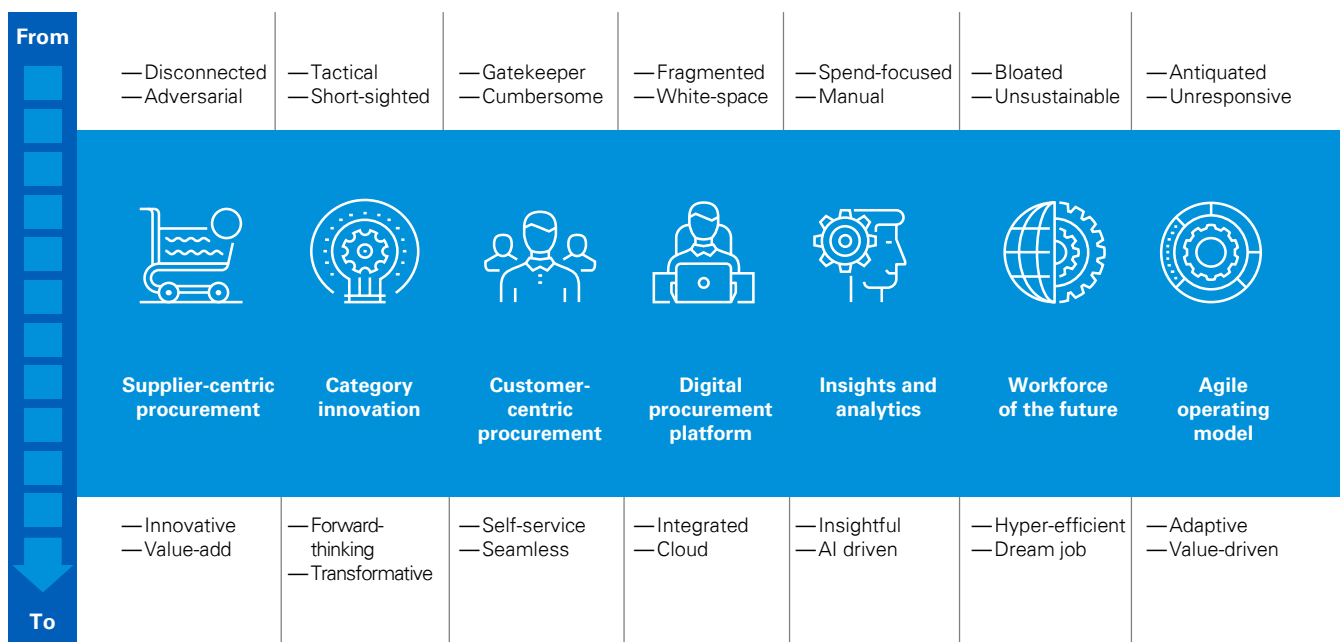 From
—Disconnected
—Adversarial
—Tactical
—Short-sighted
—Gatekeeper
—Cumbersome
—Fragmented
—White-space
—Spend-focused
—Manual
—Bloated
—Unsustainable
—Antiquated
—Unresponsive
Supplier-centric
procurement
Category
innovation
Customer-
centric
procurement
Digital
procurement
platform
Insights and
analytics
Workforce
of the future
Agile
operating
model
—Innovative
—Value-add
—Forward-
thinking
—Transformative
—Self-service
—Seamless
—Integrated
—Cloud
—Insightful
—AI driven
—Hyper-efficient
—Dream job
—Adaptive
—Value-driven
To